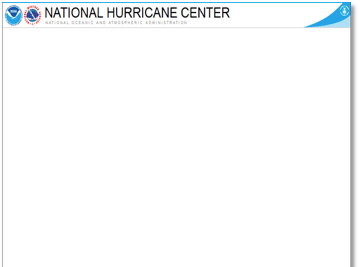 NATIONAL HURRICANE CENTER
NATIONAL OCEANIC AND ATMOSPHERIC ADMINISTRATION